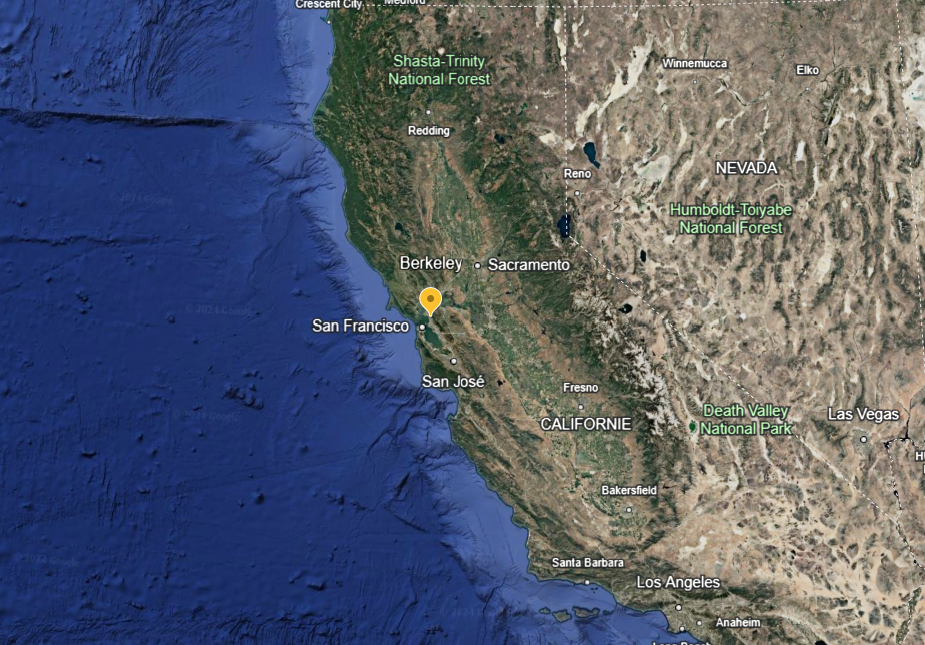 Crescent City
Medford
Shasta-Trinity
National Forest
Winnemucca
Elko
Redding
Reno
NEVADA
Humboldt-Toiyabe
National Forest
Berkeley
Sacramento
San Francisco
San José
Fresno
CALIFORNIE
Death Valley
National Park
Las Vegas
Bakersfield
Santa Barbara
Los Angeles
Anaheim